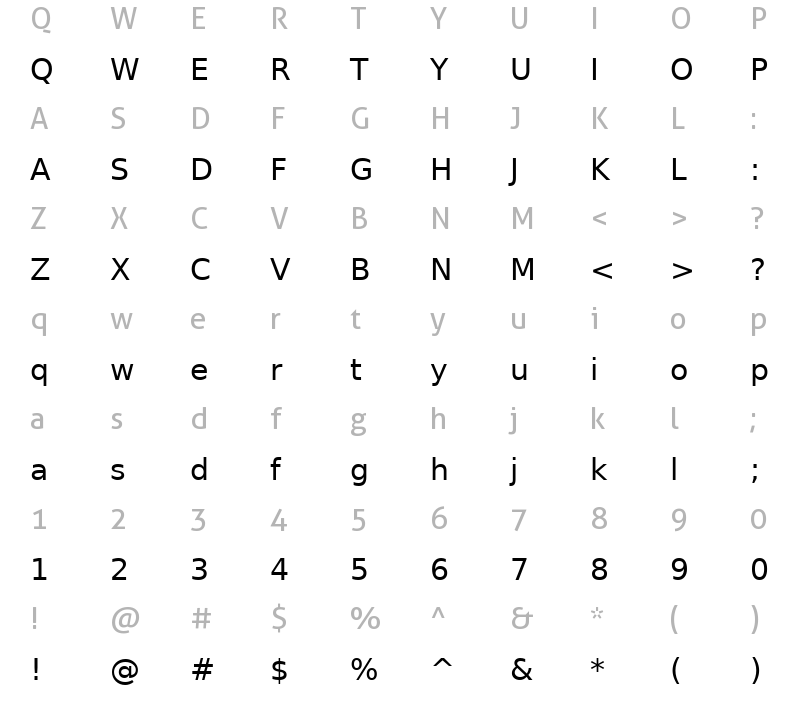 Q W E R T Y U I O P
Q W E R T Y U I O P
A S D F G H J K L :
A S D F G H J K L :
Z X C V B N M < > ?
Z X C V B N M < > ?
q w e r t y u i o p
q w e r t y u i o p
a s d f g h j k l ;
a s d f g h j k l ;
1 2 3 4 5 6 7 8 9 0
1 2 3 4 5 6 7 8 9 0
! @ # $ % ^ & * ( )
! @ # $ % ^ & * ( )